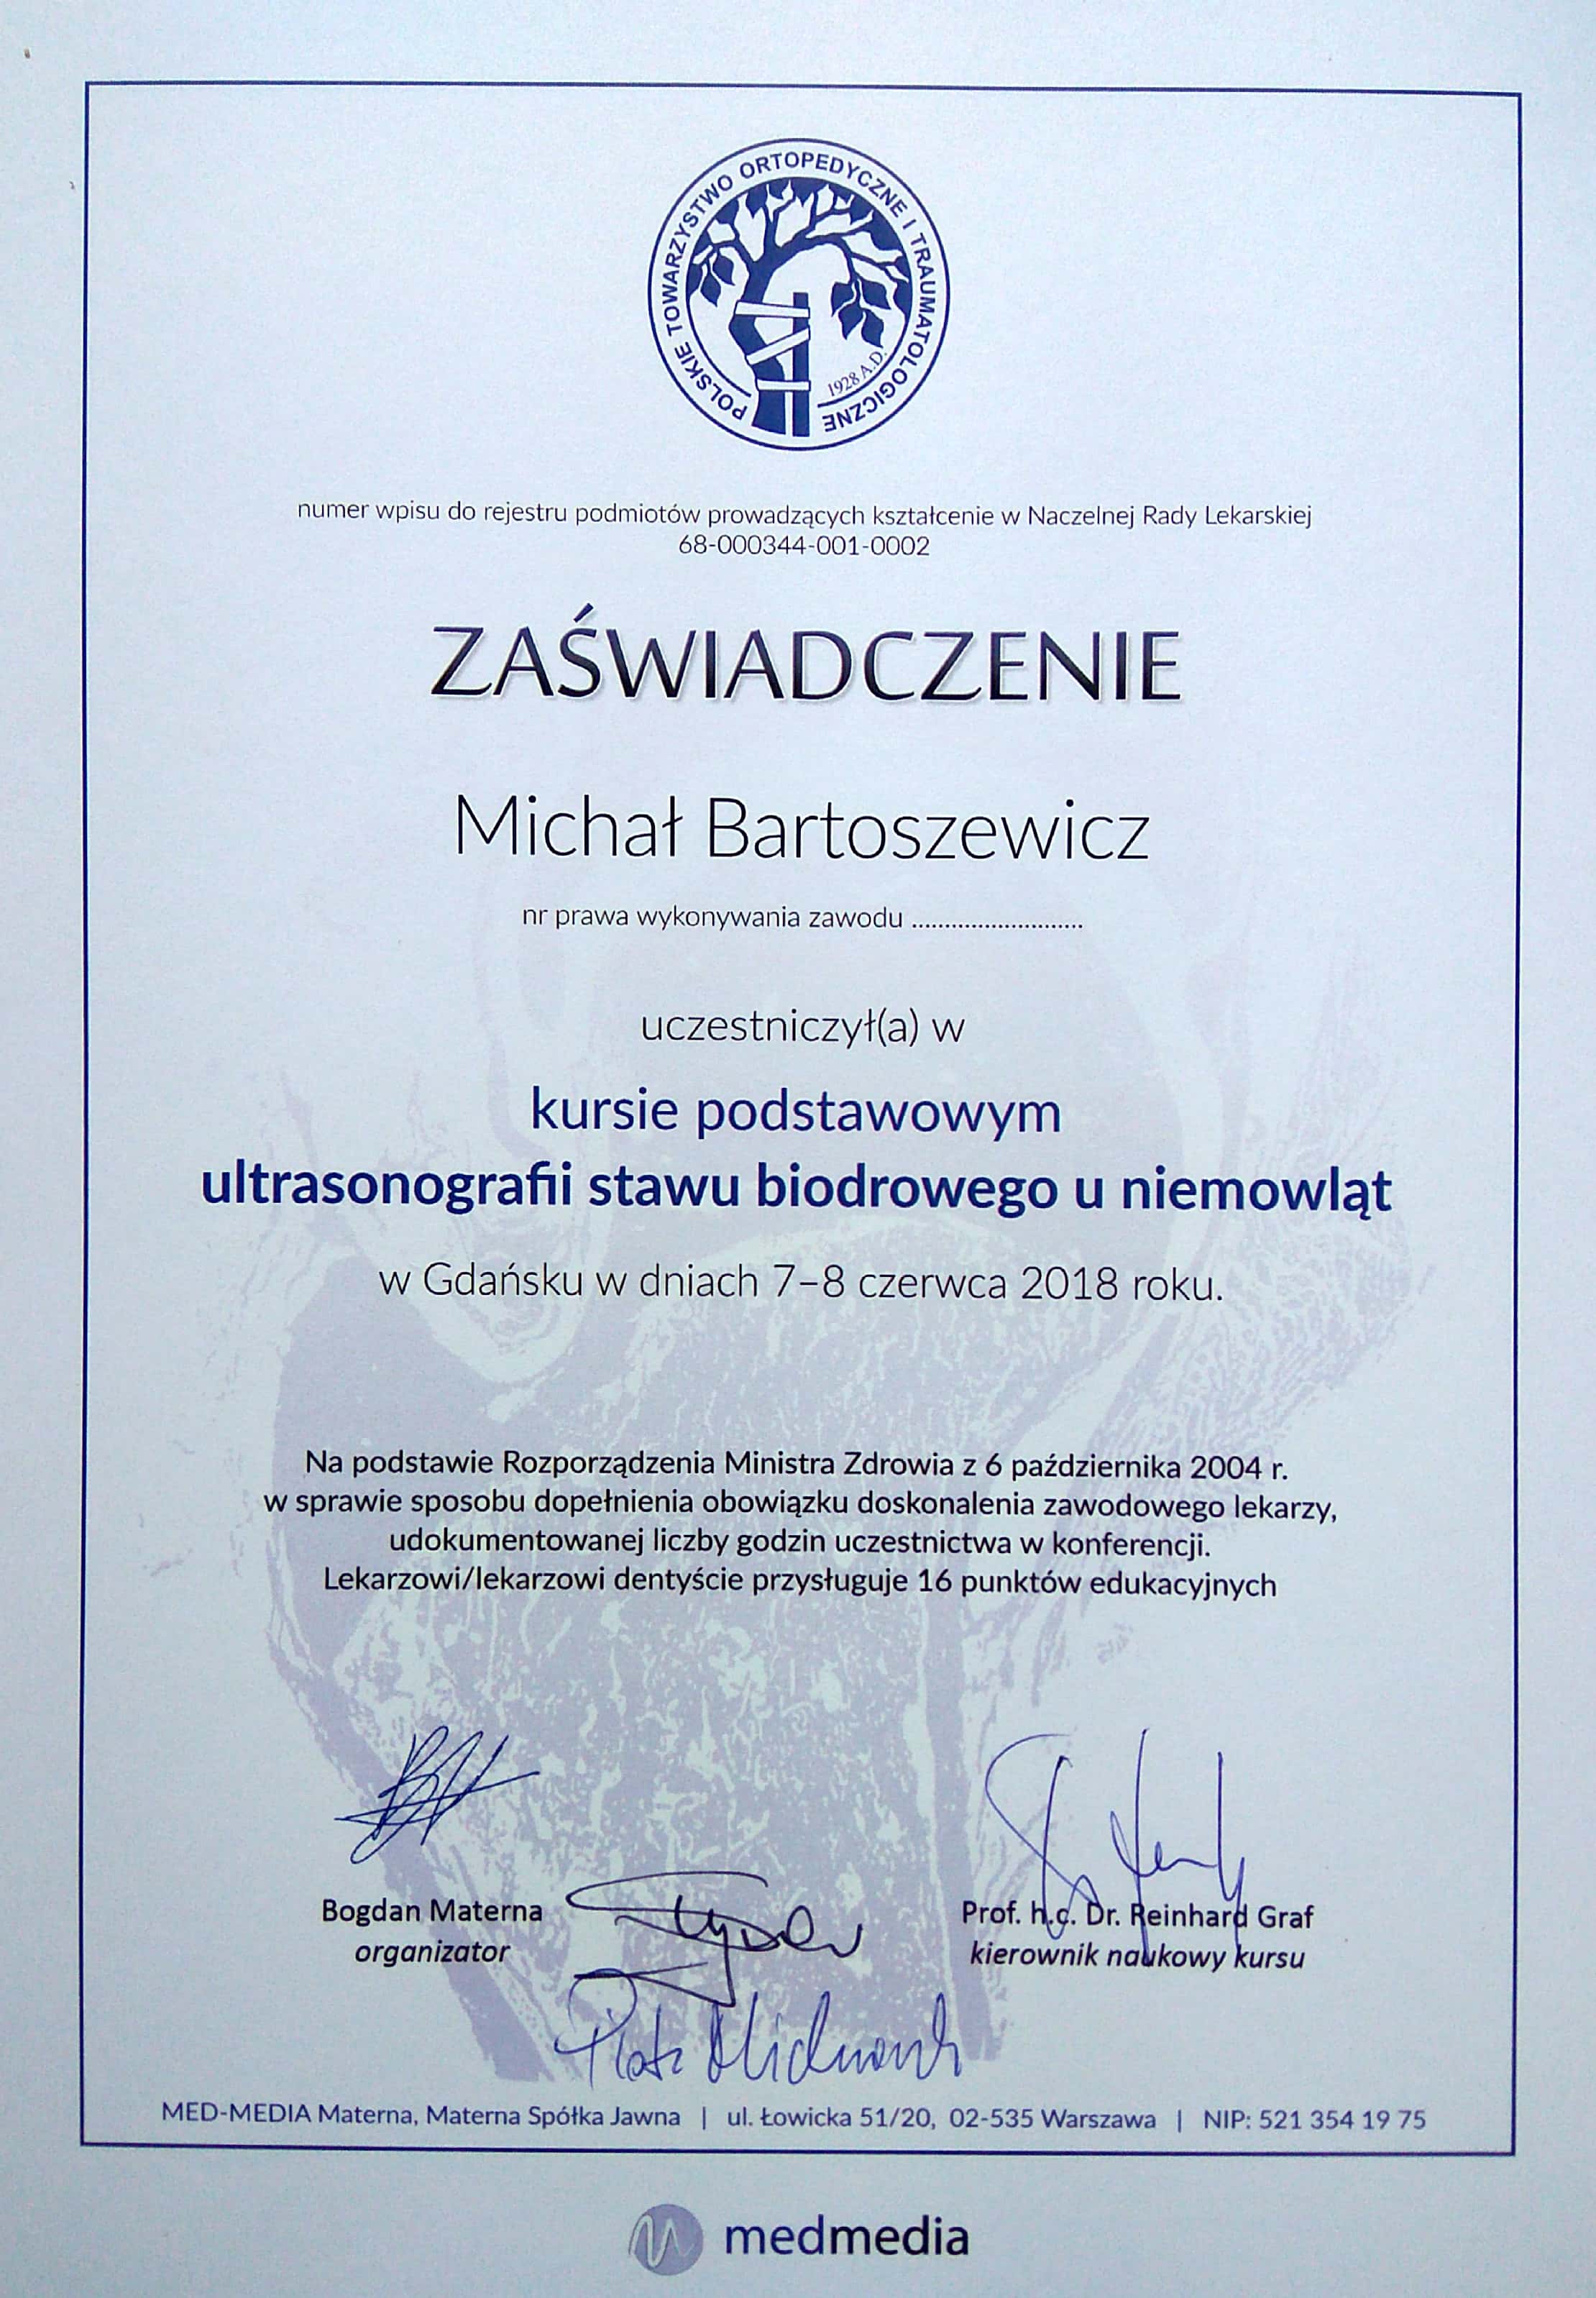 POLSKIE TOWARZYSTWO ORTOPEDYCZNE I TRAUMATOLOGICZNE
1928 A.D.
numer wpisu do rejestru podmiotów prowadzących kształcenie w Naczelnej Rady Lekarskiej
68-000344-001-0002
ZAŚWIADCZENIE
Michał Bartoszewicz
nr prawa wykonywania zawodu ..........................
uczestniczył(a) w
kursie podstawowym
ultrasonografii stawu biodrowego u niemowląt
w Gdańsku w dniach 7–8 czerwca 2018 roku.
Na podstawie Rozporządzenia Ministra Zdrowia z 6 października 2004 r.
w sprawie sposobu dopełnienia obowiązku doskonalenia zawodowego lekarzy,
udokumentowanej liczby godzin uczestnictwa w konferencji.
Lekarzowi/lekarzowi dentyście przysługuje 16 punktów edukacyjnych
Bogdan Materna
organizator
Prof. h.c. Dr. Reinhard Graf
kierownik naukowy kursu
Piotr
MED-MEDIA Materna, Materna Spółka Jawna | ul. Łowicka 51/20, 02-535 Warszawa | NIP: 521 354 19 75
medmedia